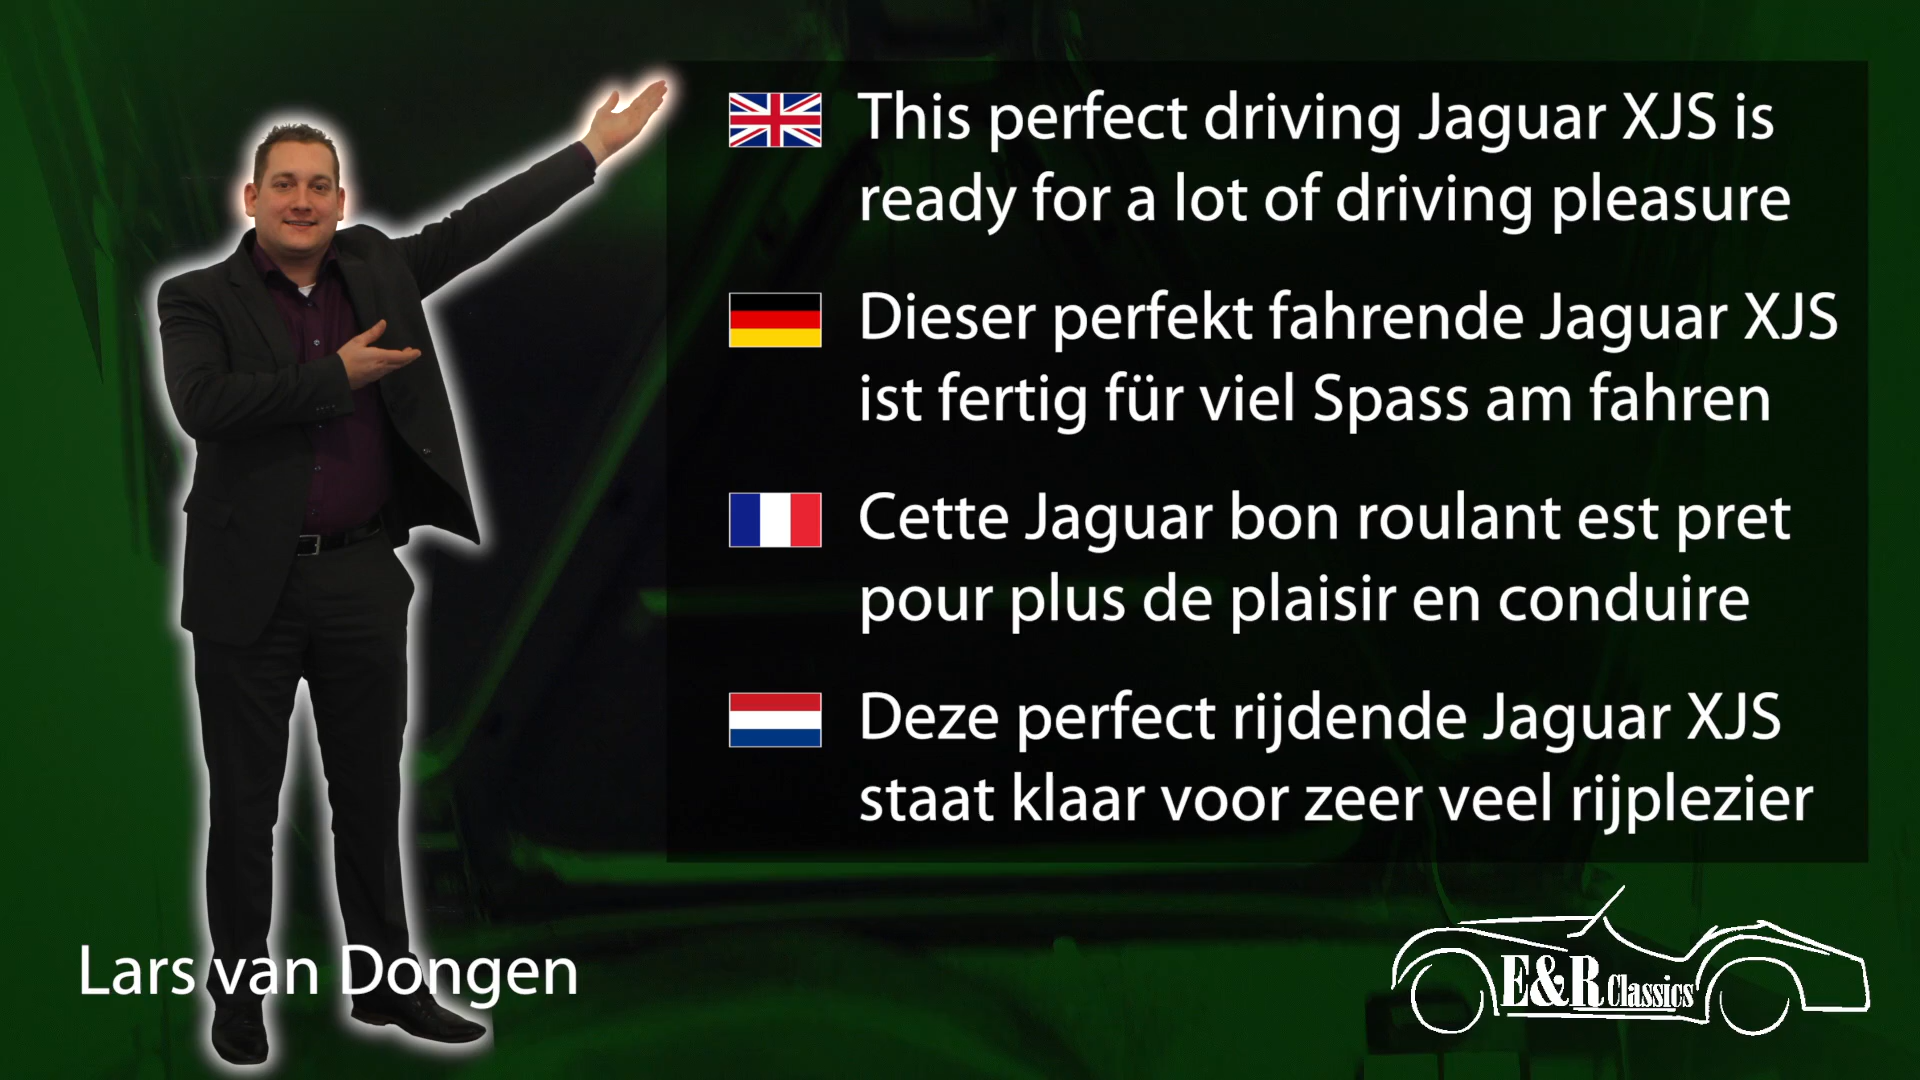 This perfect driving Jaguar XJS is
ready for a lot of driving pleasure
Dieser perfekt fahrende Jaguar XJS
ist fertig für viel Spass am fahren
Cette Jaguar bon roulant est pret
pour plus de plaisir en conduire
Deze perfect rijdende Jaguar XJS
staat klaar voor zeer veel rijplezier
Lars van Dongen
E&R Classics